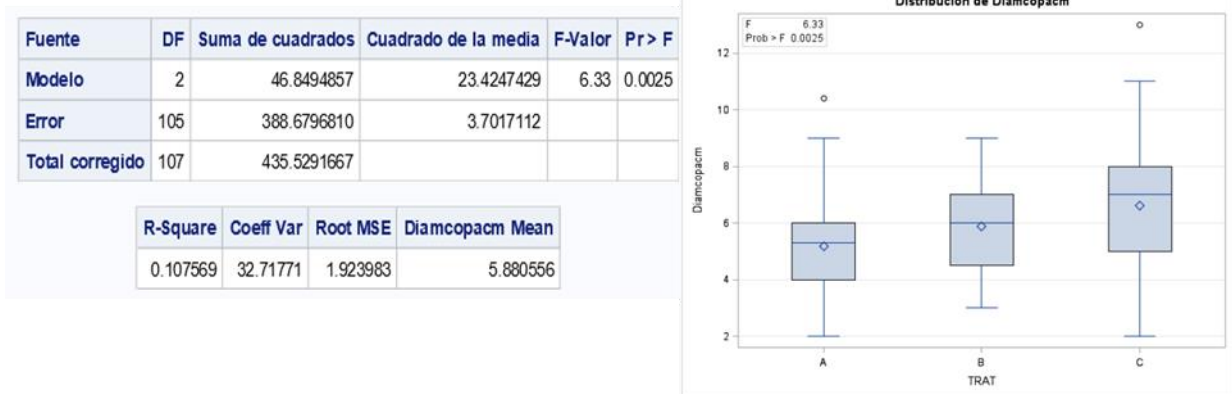 Fuente DF Suma de cuadrados Cuadrado de la media F-Valor Pr > F
Modelo 2 46.8494857 23.4247429 6.33 0.0025
Error 105 388.6796810 3.7017112
Total corregido 107 435.5291667
R-Square Coeff Var Root MSE Diamcopacm Mean
0.107569 32.71771 1.923983 5.880556
Distribución de Diamcopacm
F 6.33
Prob > F 0.0025
12
10
8
6
4
2
Diamcopacm
A B C
TRAT